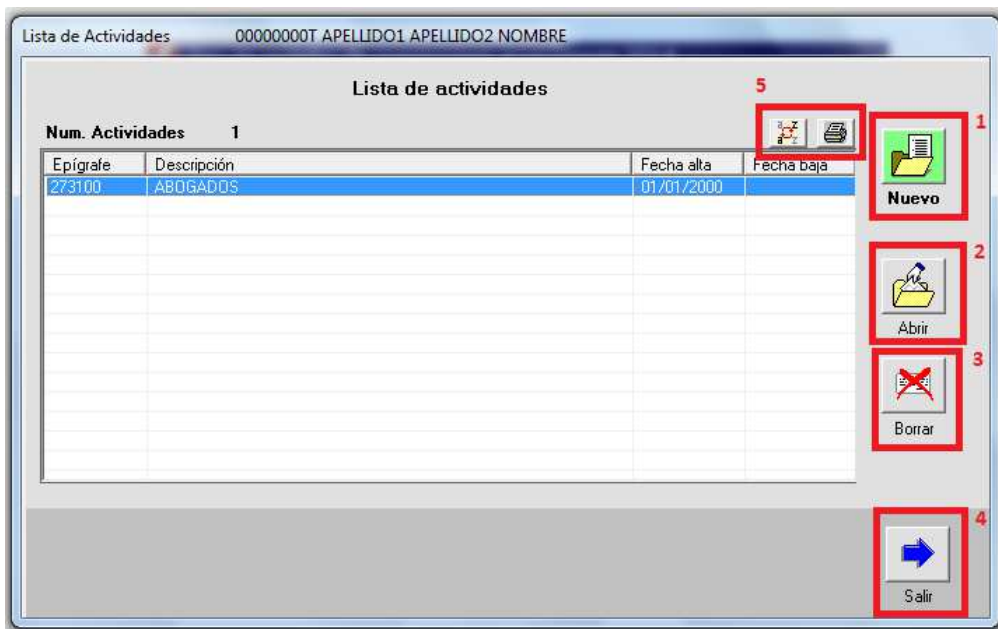 Lista de Actividades 00000000T APELLIDO1 APELLIDO2 NOMBRE
Lista de actividades
5
Num. Actividades 1
1
Epígrafe Descripción Fecha alta Fecha baja
273100 ABOGADOS 01/01/2000
Nuevo
2
Abrir
3
Borrar
4
Salir